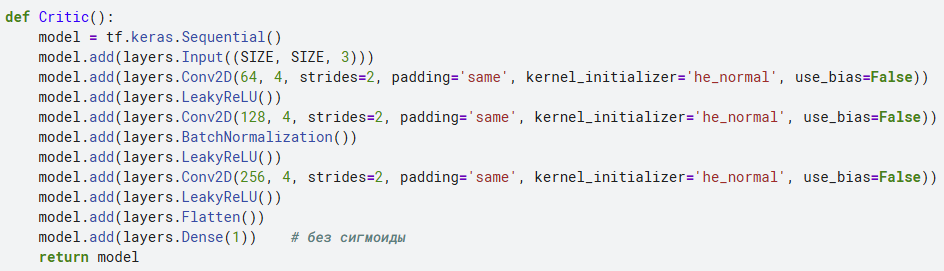 def Critic():
    model = tf.keras.Sequential()
    model.add(layers.Input((SIZE, SIZE, 3)))
    model.add(layers.Conv2D(64, 4, strides=2, padding='same', kernel_initializer='he_normal', use_bias=False))
    model.add(layers.LeakyReLU())
    model.add(layers.Conv2D(128, 4, strides=2, padding='same', kernel_initializer='he_normal', use_bias=False))
    model.add(layers.BatchNormalization())
    model.add(layers.LeakyReLU())
    model.add(layers.Conv2D(256, 4, strides=2, padding='same', kernel_initializer='he_normal', use_bias=False))
    model.add(layers.LeakyReLU())
    model.add(layers.Flatten())
    model.add(layers.Dense(1))    # без сигмоиды
    return model